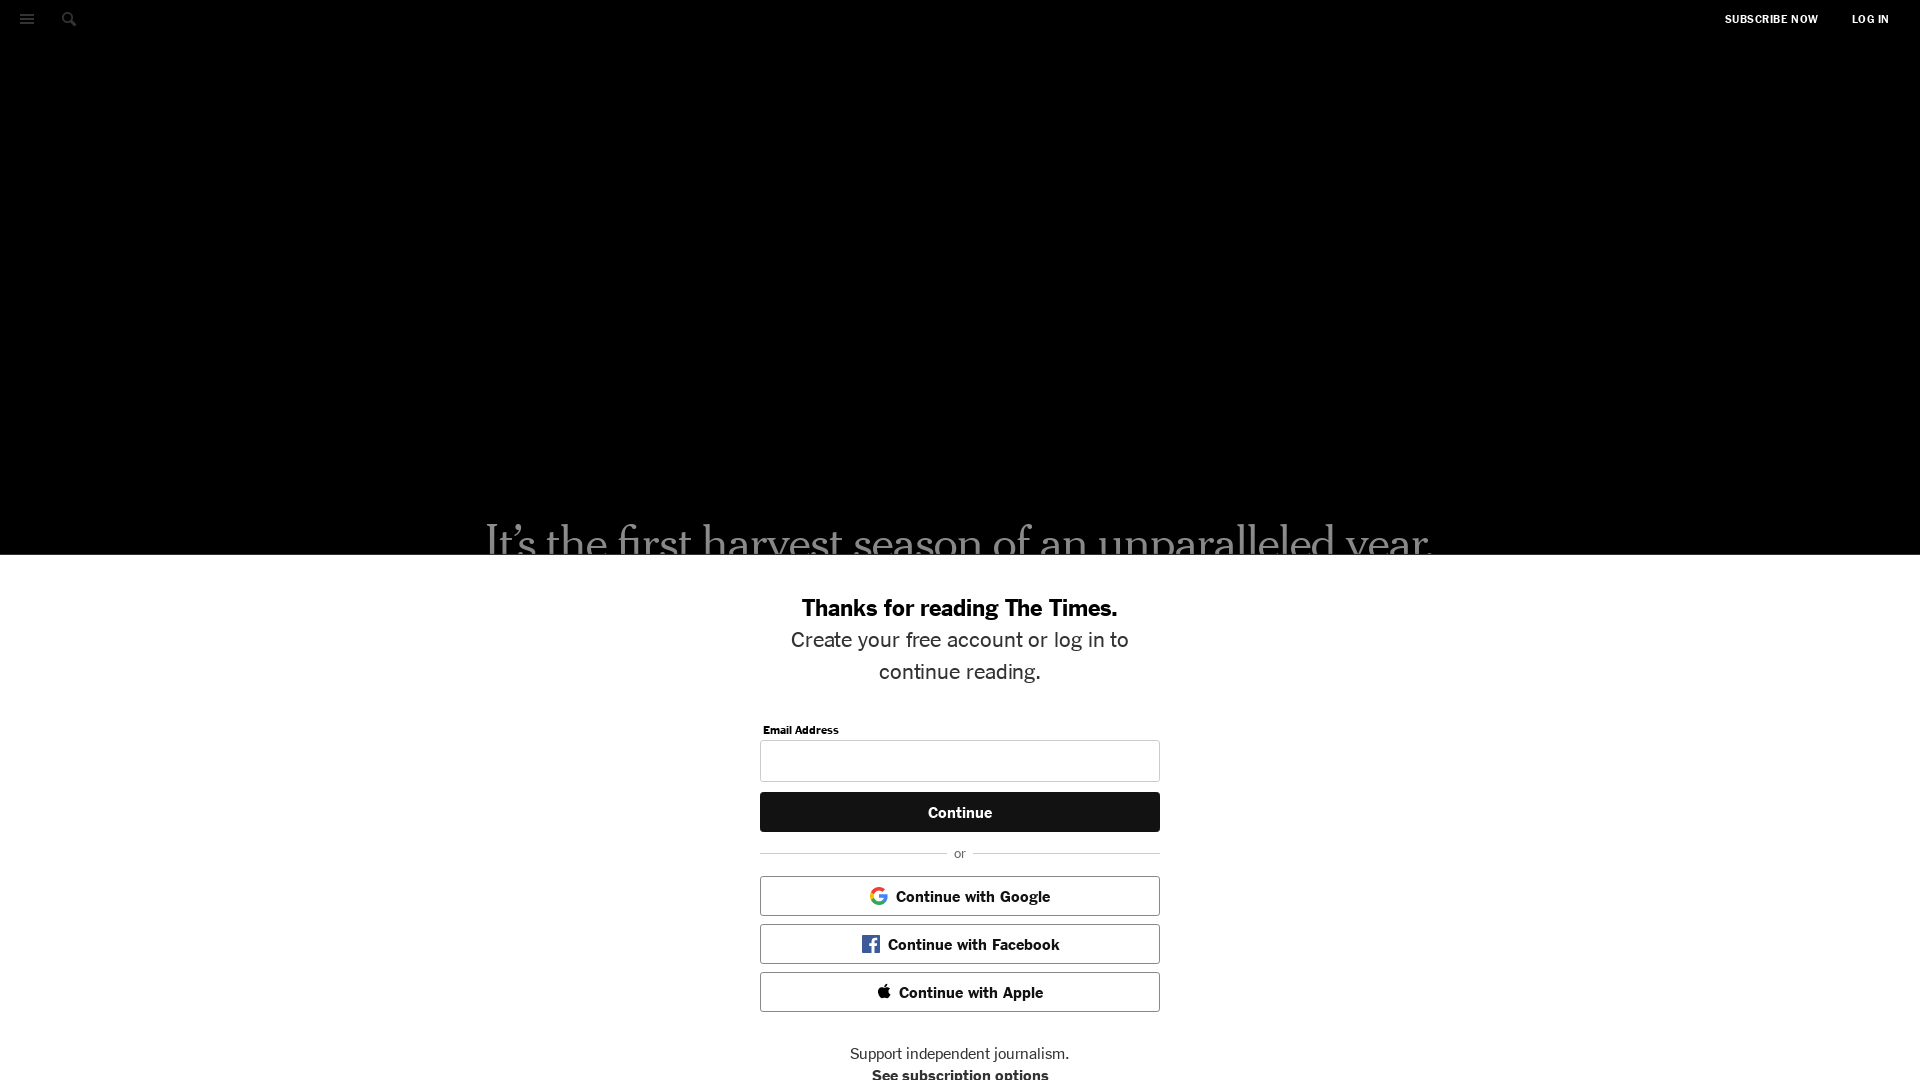 SUBSCRIBE NOW
LOG IN
It’s the first harvest season of an unparalleled year.
Thanks for reading The Times.
Create your free account or log in to
continue reading.
Email Address
Continue
or
Continue with Google
Continue with Facebook
Continue with Apple
Support independent journalism.
See subscription options